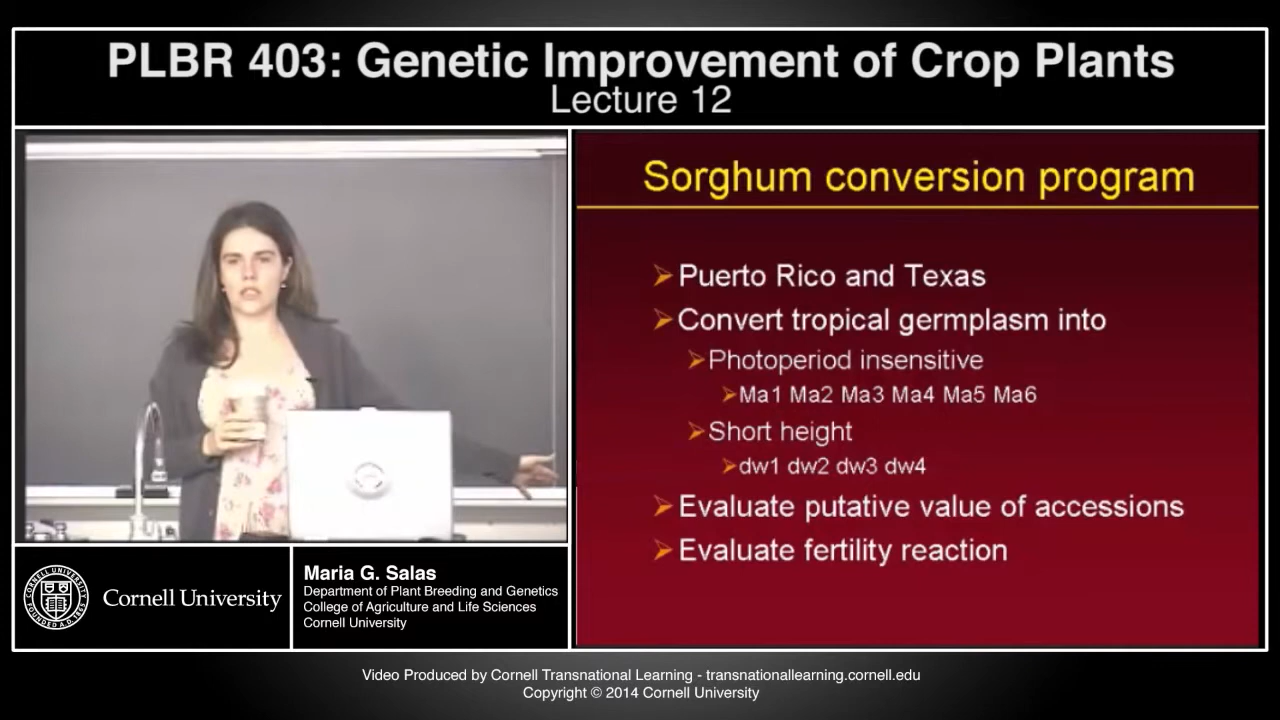 PLBR 403: Genetic Improvement of Crop Plants
Lecture 12
Sorghum conversion program
Puerto Rico and Texas
Convert tropical germplasm into
Photoperiod insensitive
Ma1 Ma2 Ma3 Ma4 Ma5 Ma6
Short height
dw1 dw2 dw3 dw4
Evaluate putative value of accessions
Evaluate fertility reaction
Cornell University
Maria G. Salas
Department of Plant Breeding and Genetics
College of Agriculture and Life Sciences
Cornell University
Video Produced by Cornell Transnational Learning - transnationallearning.cornell.edu
Copyright © 2014 Cornell University